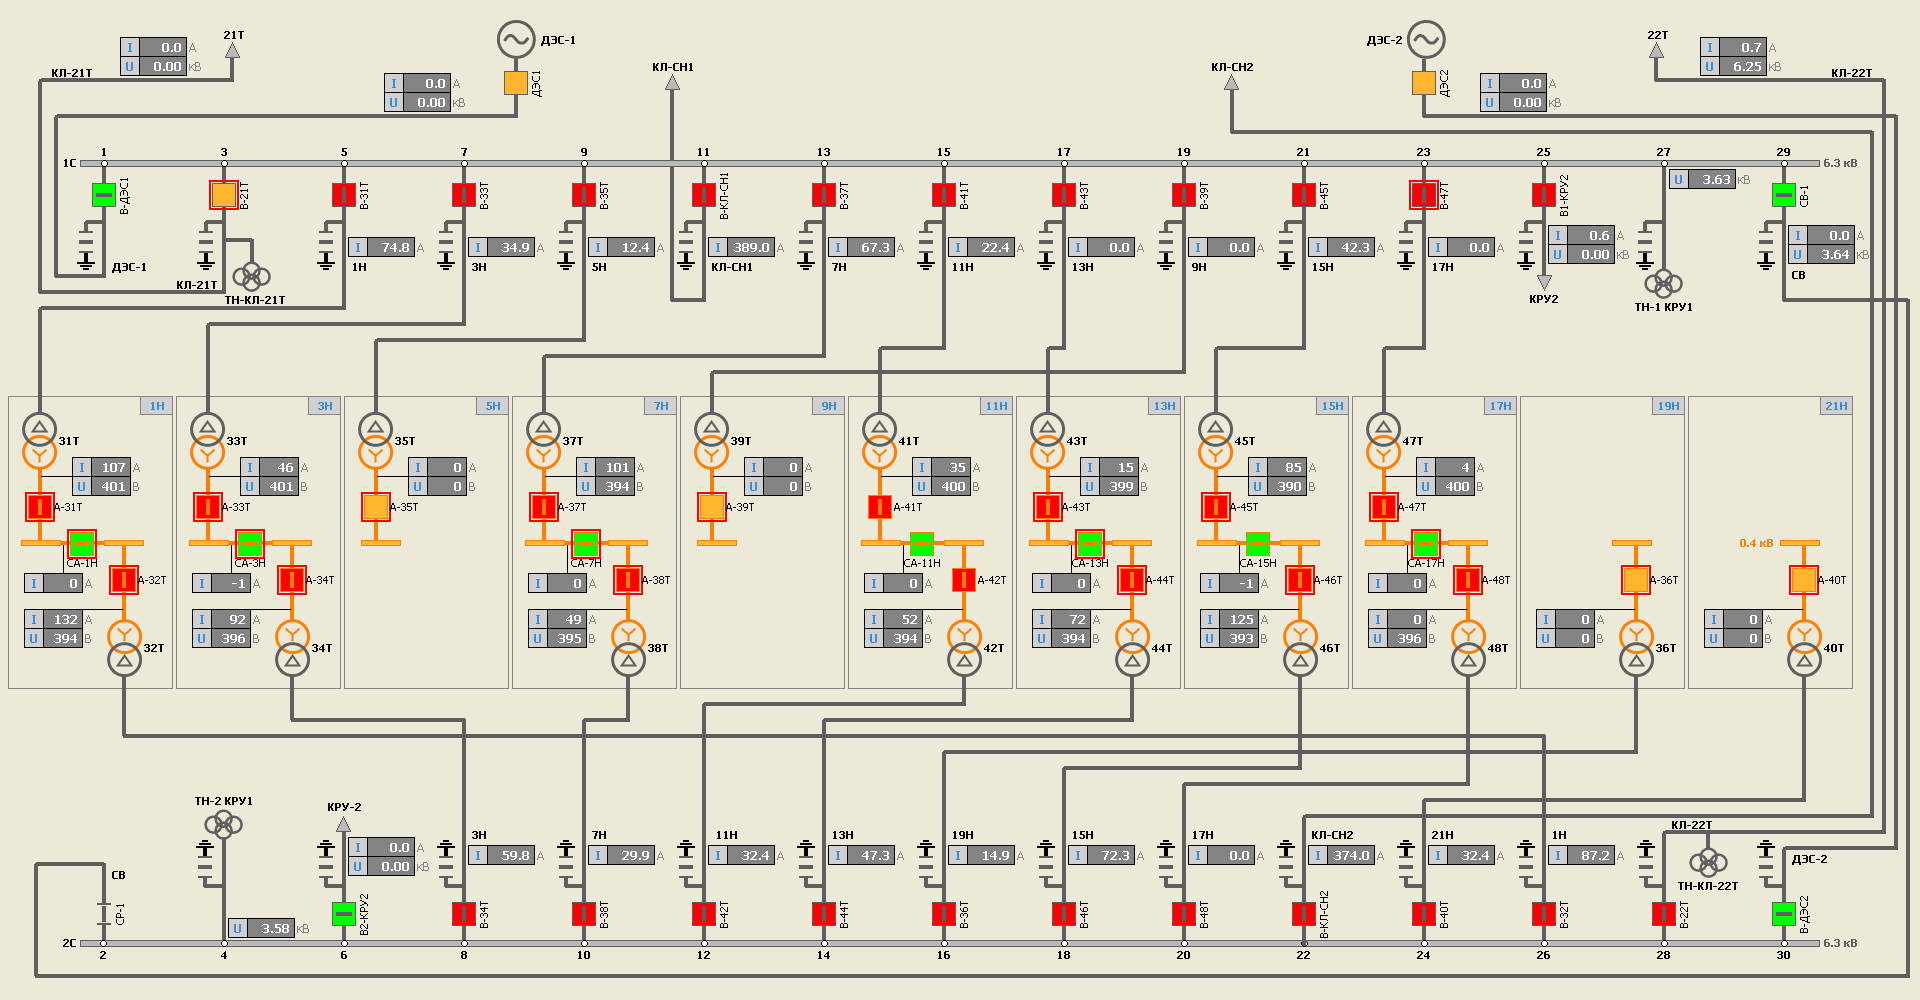 21Т
I 0.0 А
U 0.00 кВ
КЛ-21Т
ДЭС-1
ДЭС1
I 0.0 А
U 0.00 кВ
КЛ-СН1
КЛ-СН2
ДЭС-2
ДЭС2
I 0.0 А
U 0.00 кВ
22Т
I 0.7 А
U 6.25 кВ
КЛ-22Т
1С 1 3 5 7 9 11 13 15 17 19 21 23 25 27 29 6.3 кВ
В-ДЭС1 В-21Т В-31Т В-33Т В-35Т В-КЛ-СН1 В-37Т В-41Т В-43Т В-39Т В-45Т В-47Т В1-КРУ2 СВ-1
U 3.63 кВ
I 74.8 А
I 34.9 А
I 12.4 А
I 389.0 А
I 67.3 А
I 22.4 А
I 0.0 А
I 0.0 А
I 42.3 А
I 0.0 А
I 0.6 А
U 0.00 кВ
I 0.0 А
U 3.64 кВ
ДЭС-1 1Н 3Н 5Н КЛ-СН1 7Н 11Н 13Н 9Н 15Н 17Н СВ
КЛ-21Т
ТН-КЛ-21Т
КРУ2
ТН-1 КРУ1
1Н 3Н 5Н 7Н 9Н 11Н 13Н 15Н 17Н 19Н 21Н
31Т 33Т 35Т 37Т 39Т 41Т 43Т 45Т 47Т
I 107 А I 46 А I 0 А I 101 А I 0 А I 35 А I 15 А I 85 А I 4 А
U 401 В U 401 В U 0 В U 394 В U 0 В U 400 В U 399 В U 390 В U 400 В
А-31Т А-33Т А-35Т А-37Т А-39Т А-41Т А-43Т А-45Т А-47Т
0.4 кВ
СА-1Н СА-3Н СА-7Н СА-11Н СА-13Н СА-15Н СА-17Н
I 0 А I -1 А I 0 А I 0 А I 0 А I -1 А I 0 А
А-32Т А-34Т А-38Т А-42Т А-44Т А-46Т А-48Т А-36Т А-40Т
I 132 А I 92 А I 49 А I 52 А I 72 А I 125 А I 0 А I 0 А I 0 А
U 394 В U 396 В U 395 В U 394 В U 394 В U 393 В U 396 В U 0 В U 0 В
32Т 34Т 38Т 42Т 44Т 46Т 48Т 36Т 40Т
ТН-2 КРУ1
КРУ-2
3Н 7Н 11Н 13Н 19Н 15Н 17Н КЛ-СН2 21Н 1Н КЛ-22Т
I 0.0 А
U 0.00 кВ
I 59.8 А
I 29.9 А
I 32.4 А
I 47.3 А
I 14.9 А
I 72.3 А
I 0.0 А
I 374.0 А
I 32.4 А
I 87.2 А
ДЭС-2
ТН-КЛ-22Т
СВ
СР-1
U 3.58 кВ
В2-КРУ2 В-34Т В-38Т В-42Т В-44Т В-36Т В-46Т В-48Т В-КЛ-СН2 В-40Т В-32Т В-22Т В-ДЭС2
2С 6.3 кВ
2 4 6 8 10 12 14 16 18 20 22 24 26 28 30